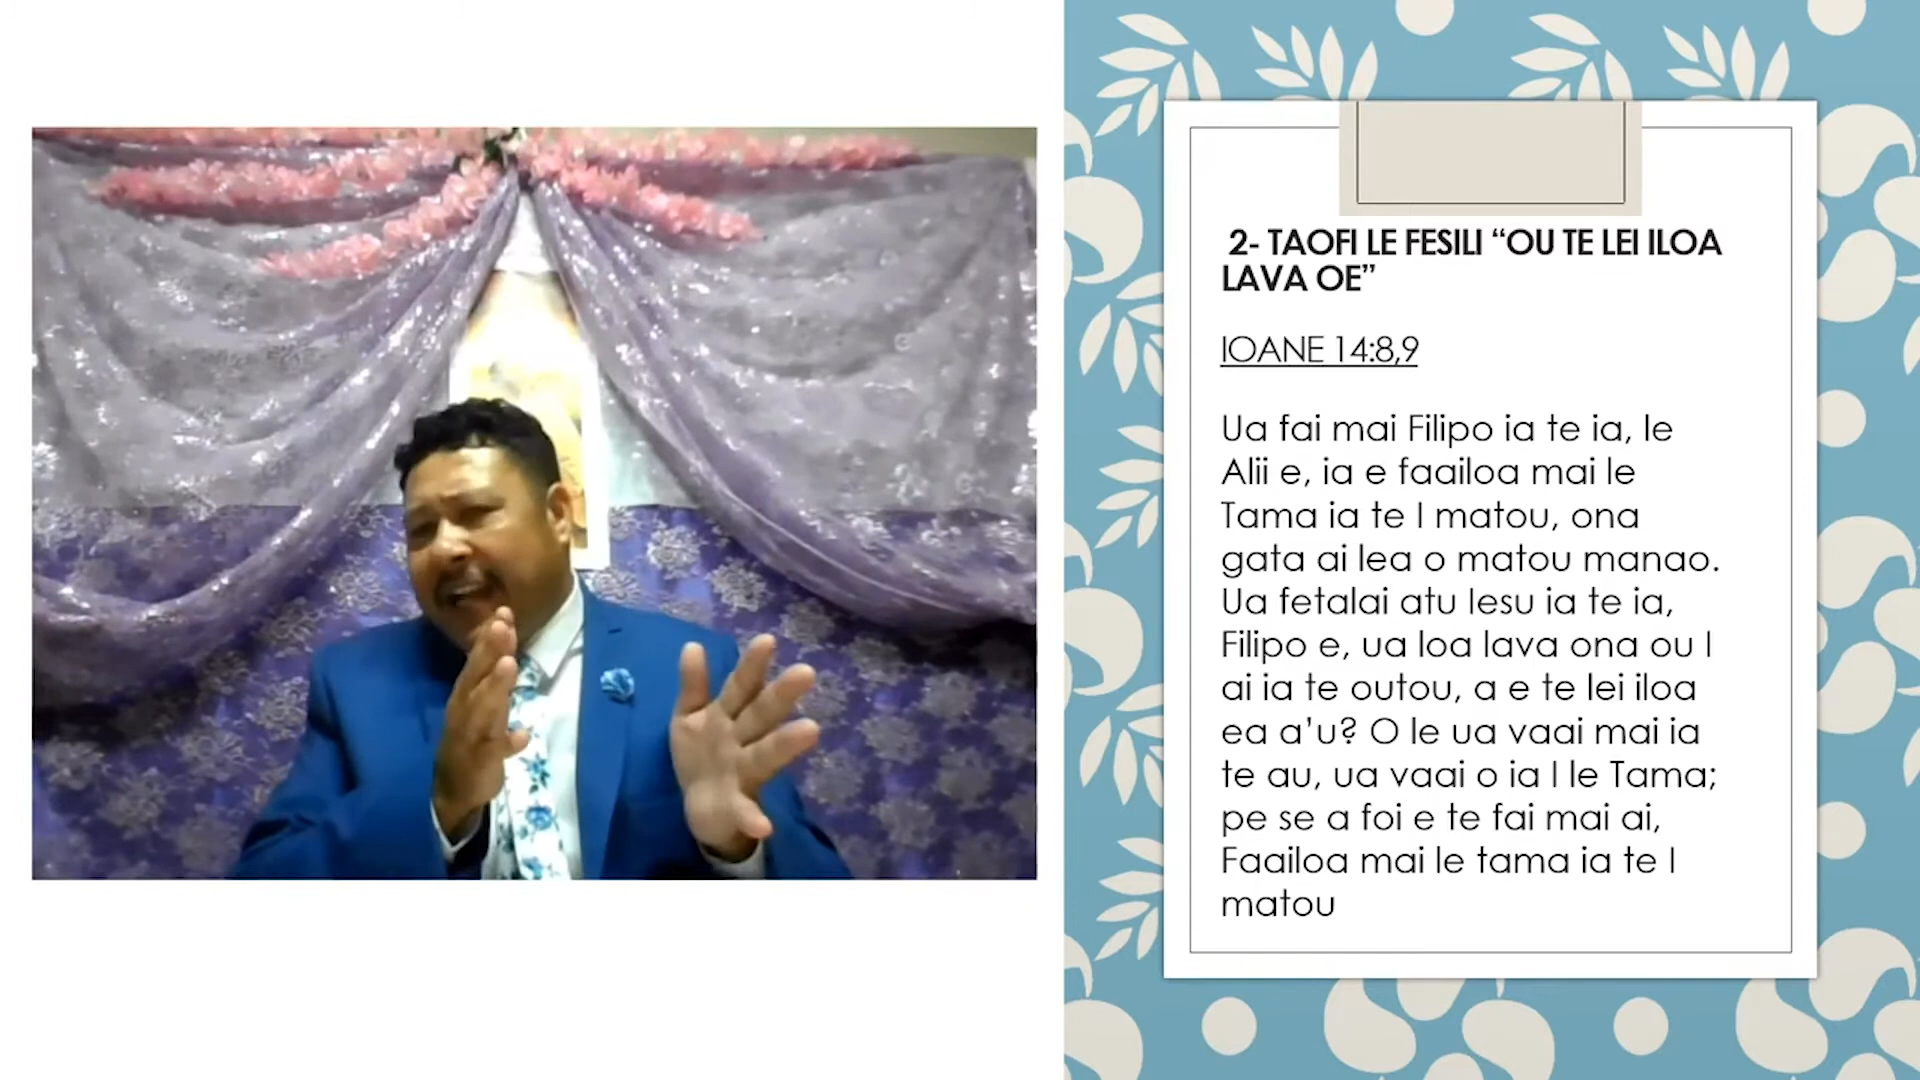 2- TAOFI LE FESILI “OU TE LEI ILOA
LAVA OE”
IOANE 14:8,9
Ua fai mai Filipo ia te ia, le
Alii e, ia e faailoa mai le
Tama ia te I matou, ona
gata ai lea o matou manao.
Ua fetalai atu Iesu ia te ia,
Filipo e, ua loa lava ona ou I
ai ia te outou, a e te lei iloa
ea a'u? O le ua vaai mai ia
te au, ua vaai o ia I le Tama;
pe se a foi e te fai mai ai,
Faailoa mai le tama ia te I
matou